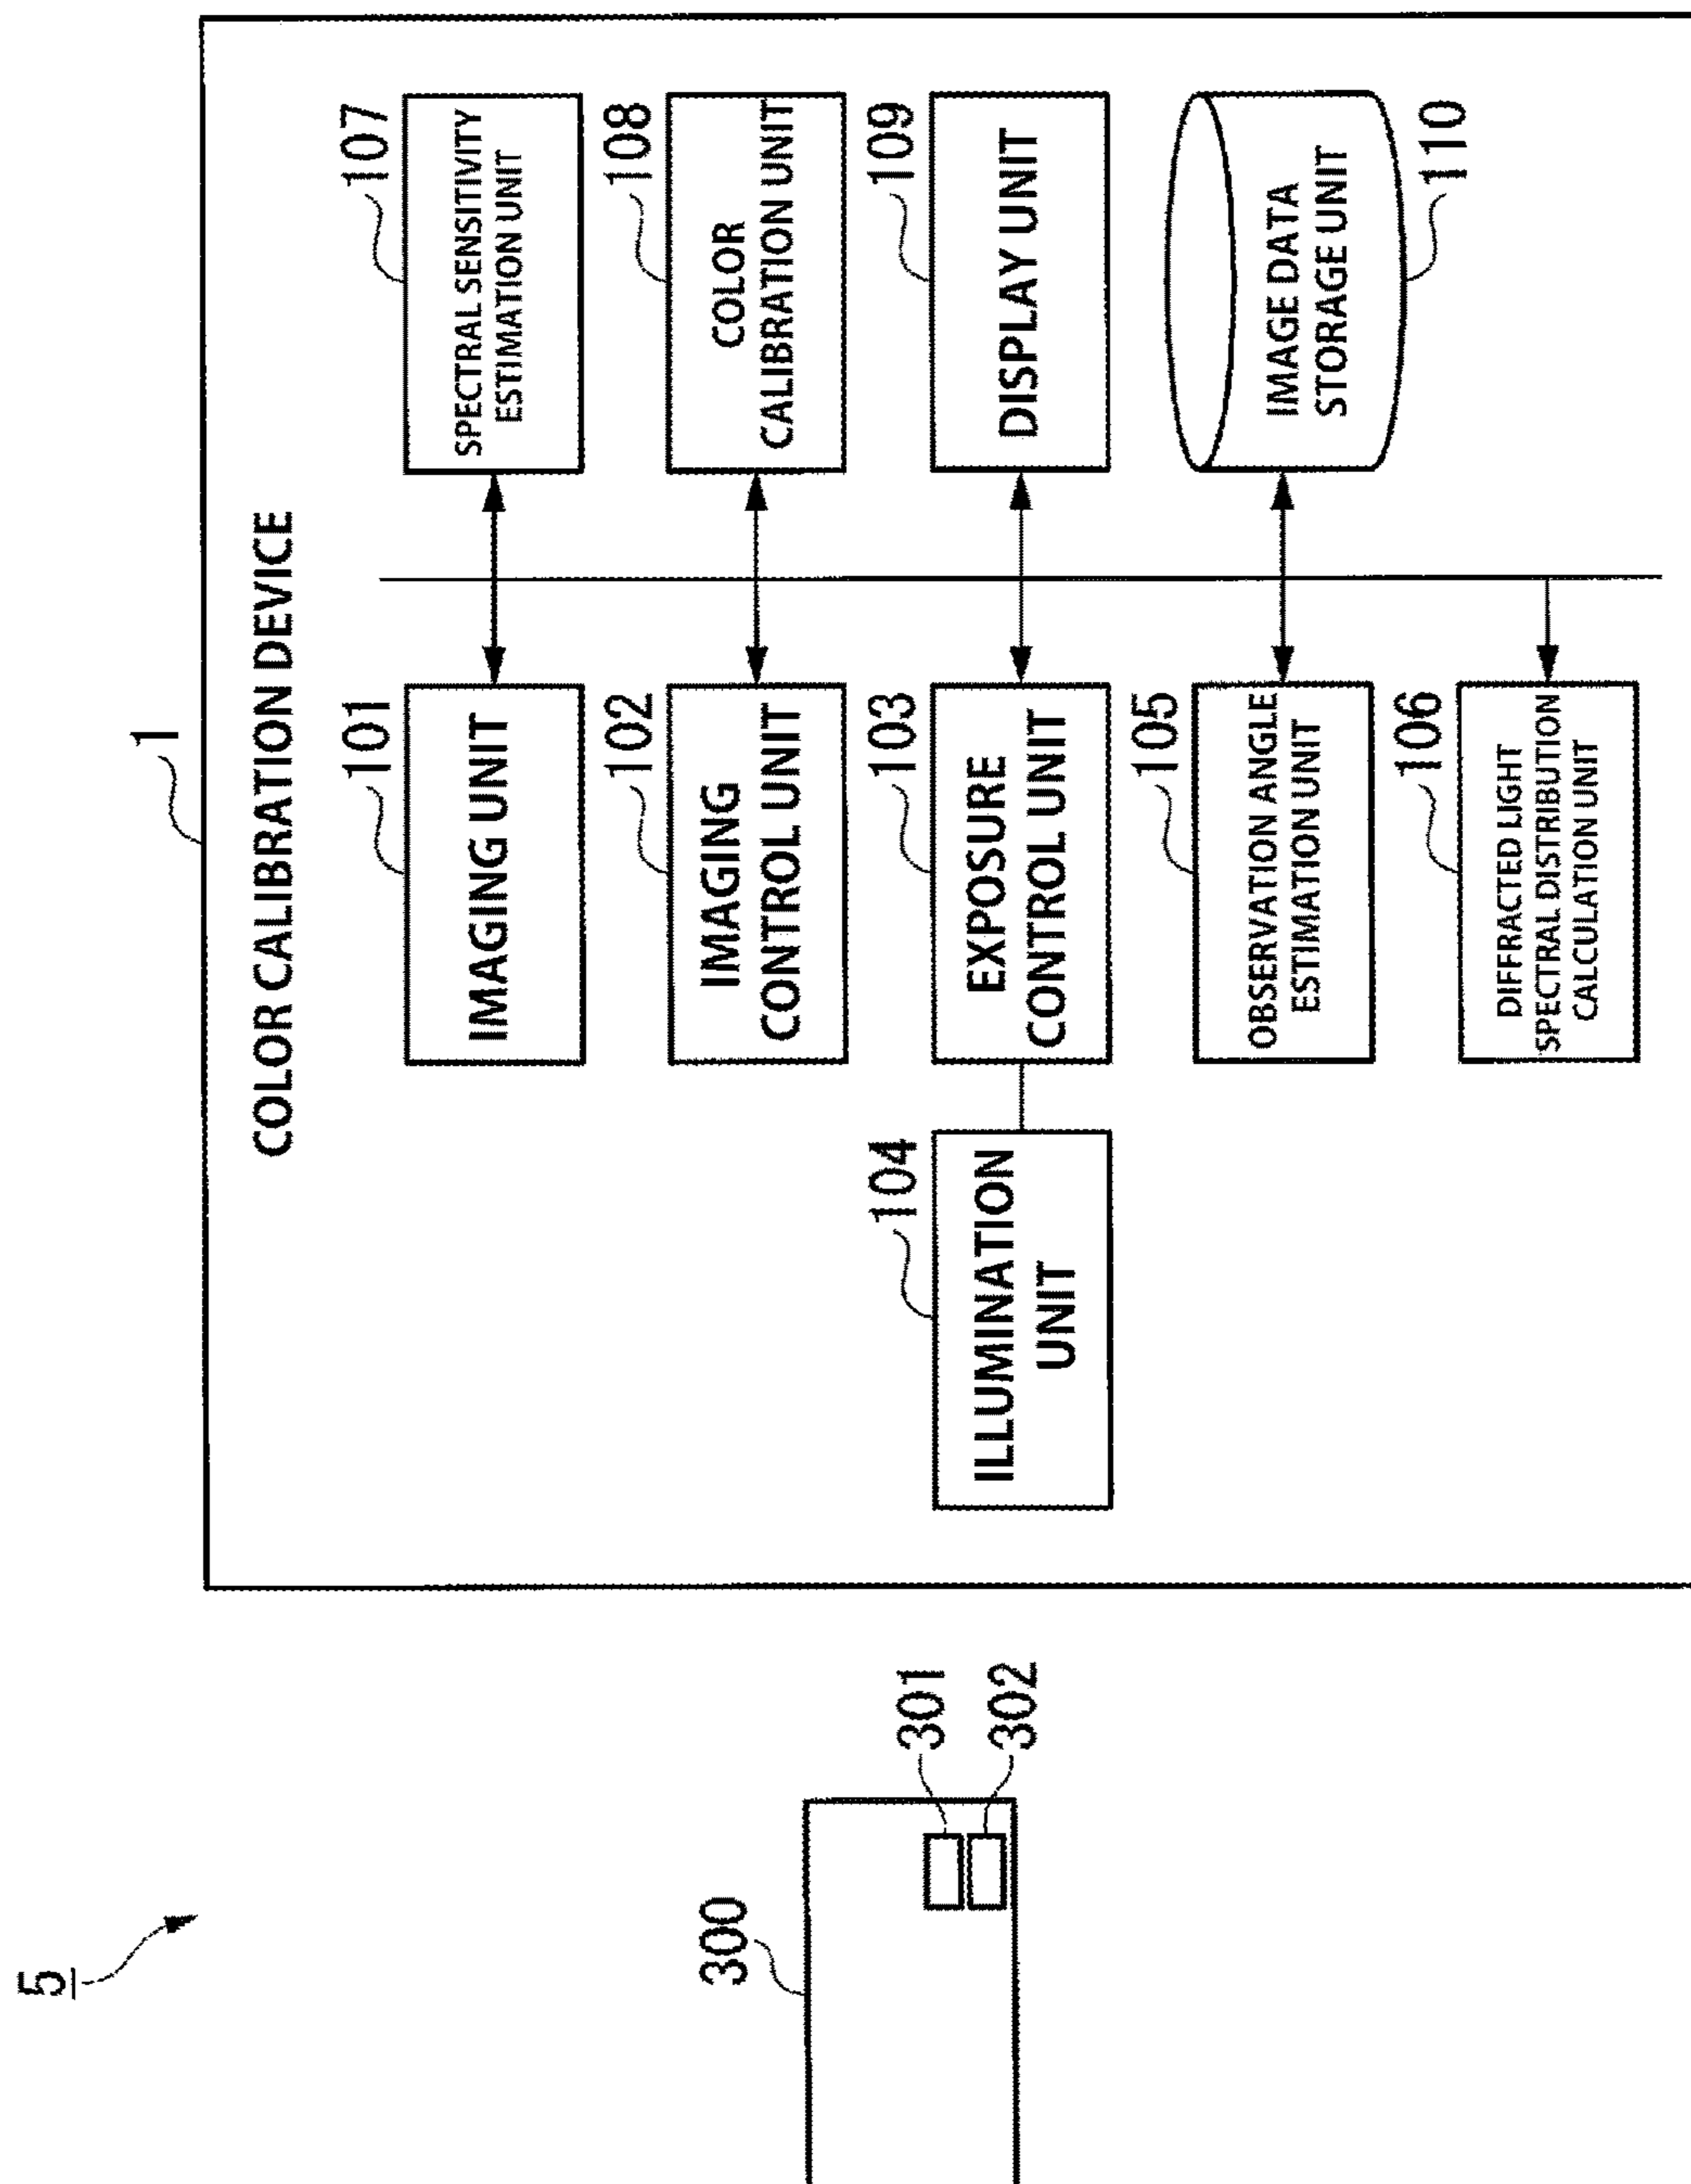 5
1
COLOR CALIBRATION DEVICE
101
IMAGING UNIT
107
SPECTRAL SENSITIVITY
ESTIMATION UNIT
102
IMAGING
CONTROL UNIT
108
COLOR
CALIBRATION UNIT
104
ILLUMINATION
UNIT
103
EXPOSURE
CONTROL UNIT
109
DISPLAY UNIT
105
OBSERVATION ANGLE
ESTIMATION UNIT
IMAGE DATA
STORAGE UNIT
110
106
DIFFRACTED LIGHT
SPECTRAL DISTRIBUTION
CALCULATION UNIT
300
301
302